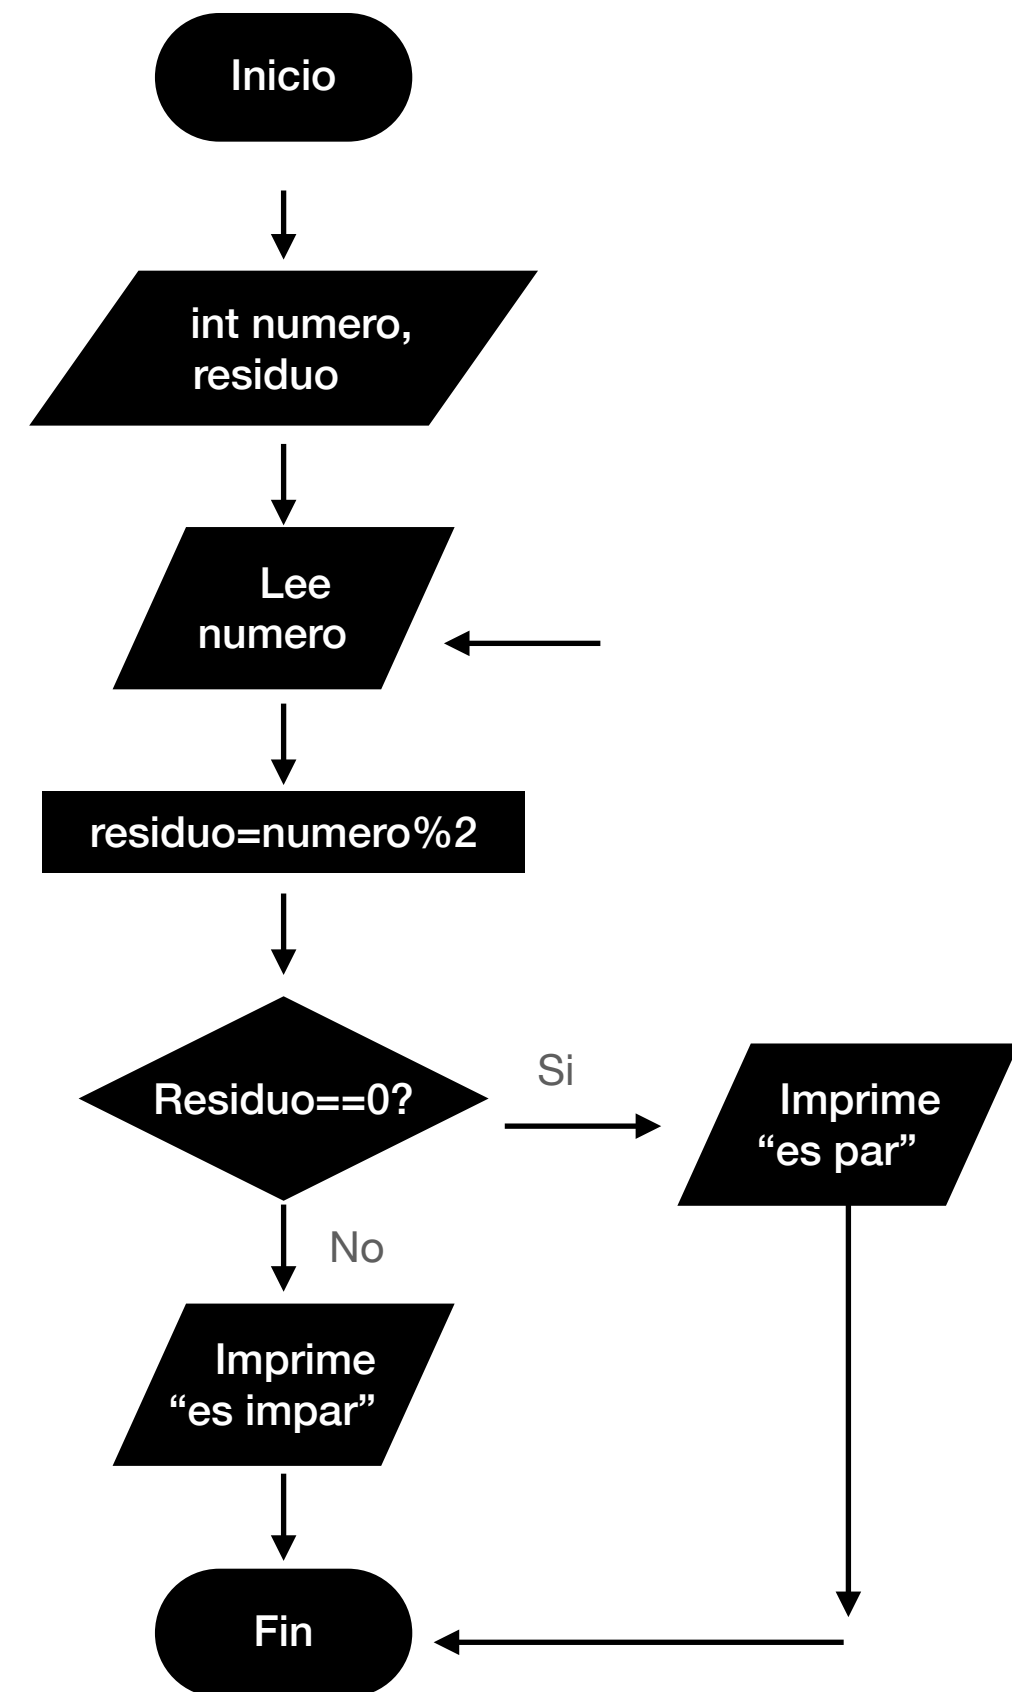 Inicio
int numero,
residuo
Lee
numero
residuo=numero%2
Residuo==0?
Si
Imprime
“es par”
No
Imprime
“es impar”
Fin